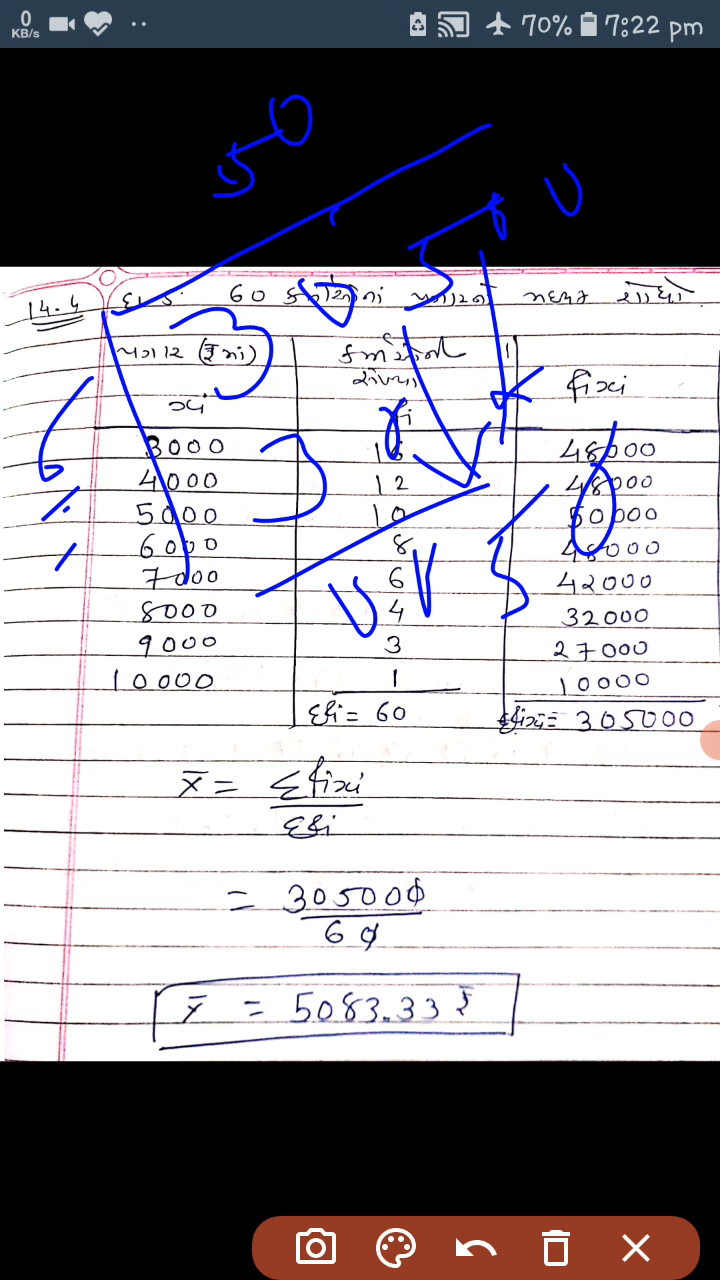 0 KB/s 70% 7:22 pm
50
50 0
14.4 દા.5. 60 કર્મચારીઓનાં પગારનો મધ્યક શોધો.
પગાર (₹માં) કર્મચારીની fixi
સંખ્યા
xi fi
3000 16 48000
4000 12 48000
5000 10 50000
6000 8 48000
7000 6 42000
8000 4 32000
9000 3 27000
10000 1 10000
Σfi = 60 Σfixi = 305000
x̄ = Σfixi
Σfi
= 305000
60
x̄ = 5083.33 ₹